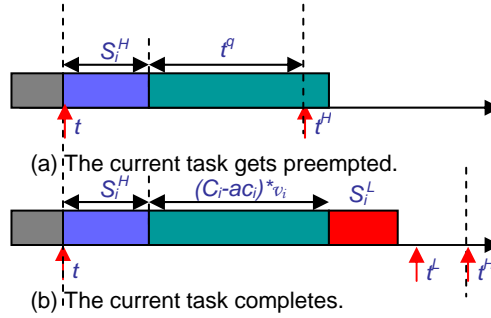 S_i^H t^q
t t^H
(a) The current task gets preempted.
S_i^H (C_i-ac_i)*v_i S_i^L
t t^L t^H
(b) The current task completes.